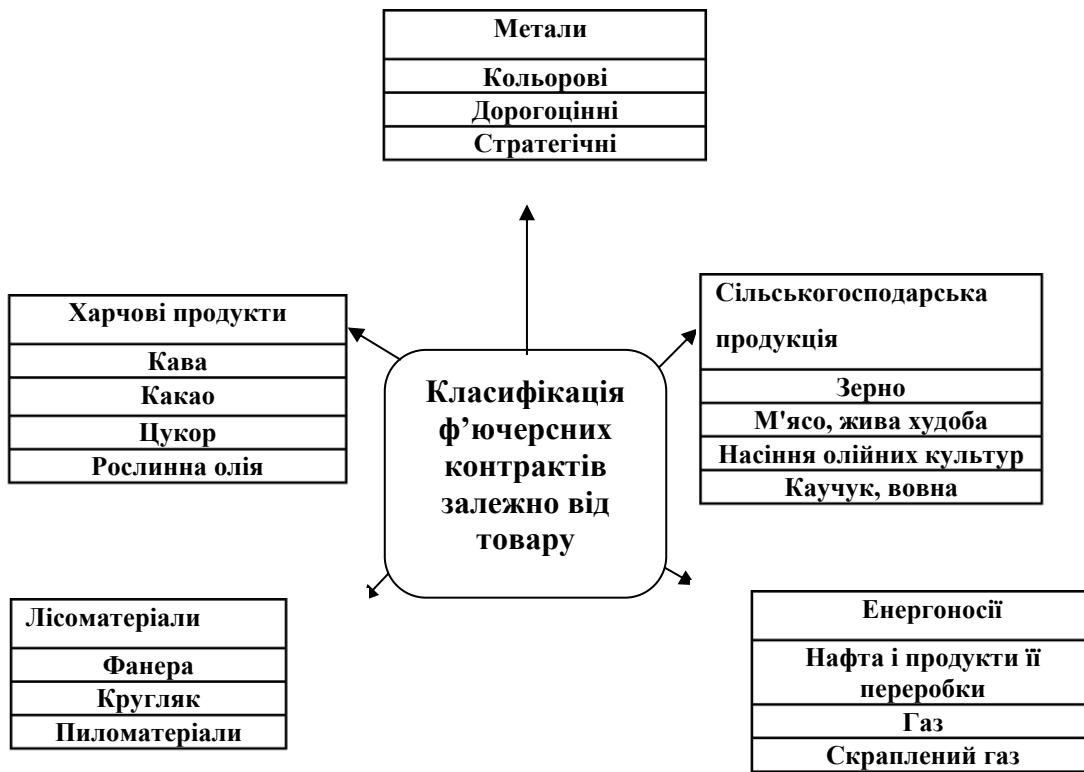 Метали
Кольорові
Дорогоцінні
Стратегічні
Харчові продукти
Кава
Какао
Цукор
Рослинна олія
Сільськогосподарська
продукція
Зерно
М'ясо, жива худоба
Насіння олійних культур
Каучук, вовна
Класифікація
ф’ючерсних
контрактів
залежно від
товару
Лісоматеріали
Фанера
Кругляк
Пиломатеріали
Енергоносії
Нафта і продукти її
переробки
Газ
Скраплений газ